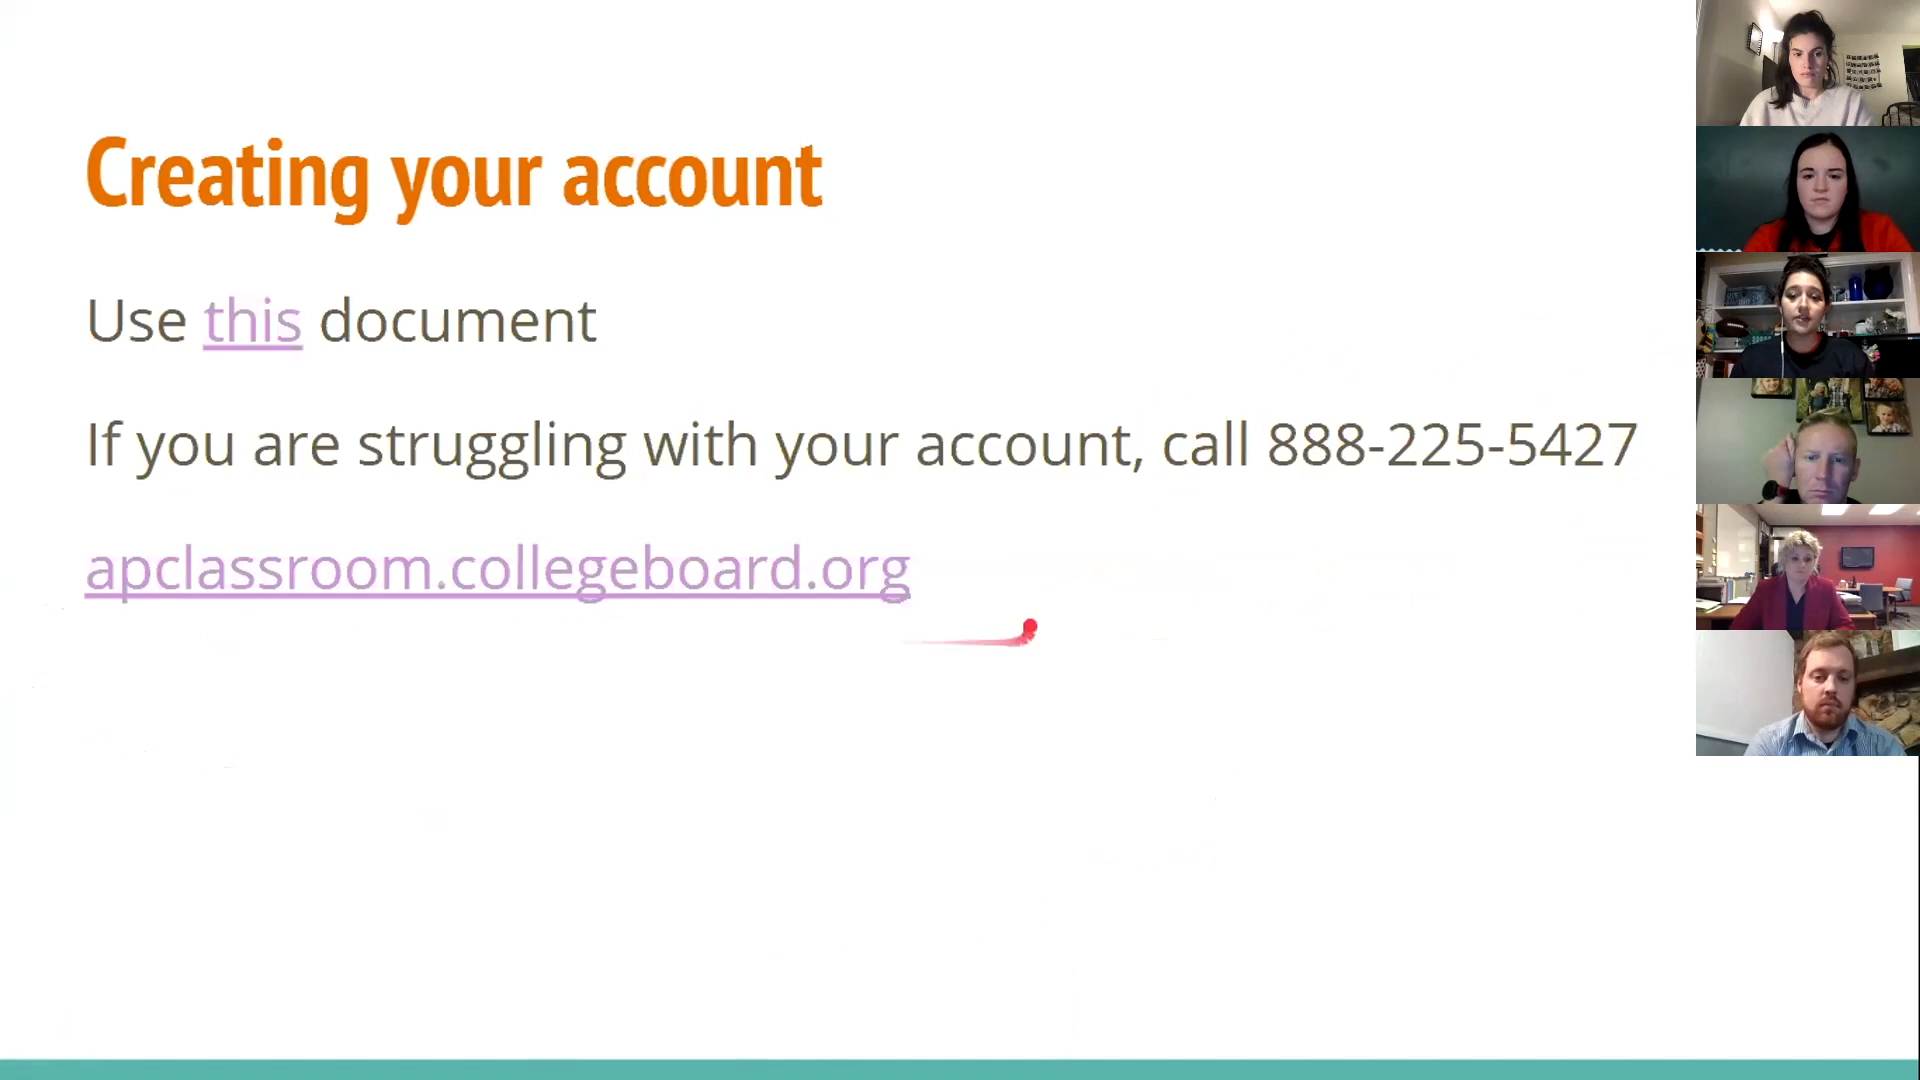 Creating your account
Use this document
If you are struggling with your account, call 888-225-5427
apclassroom.collegeboard.org